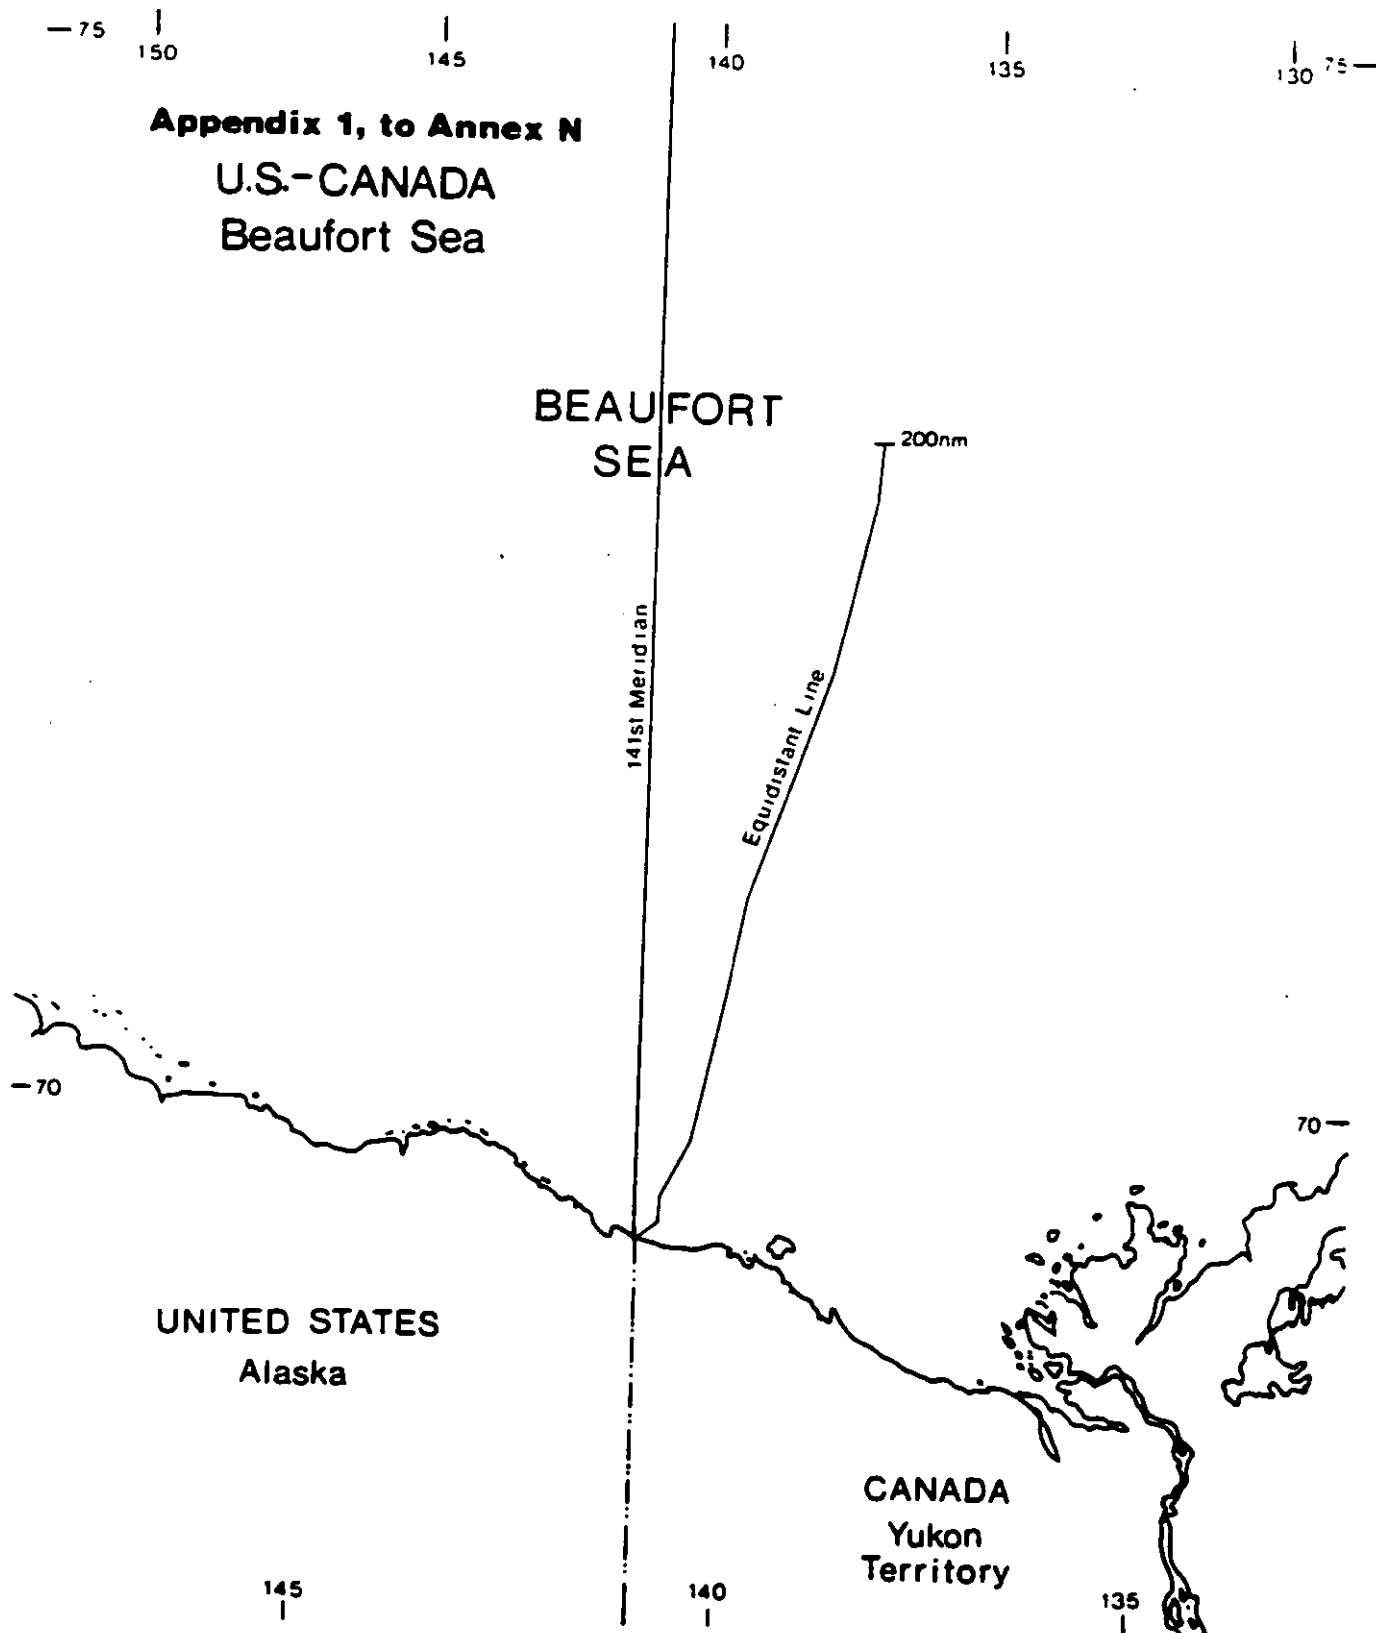 75
150
145
140
135
130
75
Appendix 1, to Annex N
U.S.-CANADA
Beaufort Sea
BEAUFORT
SEA
200nm
141st Meridian
Equidistant Line
70
70
UNITED STATES
Alaska
CANADA
Yukon
Territory
145
140
135